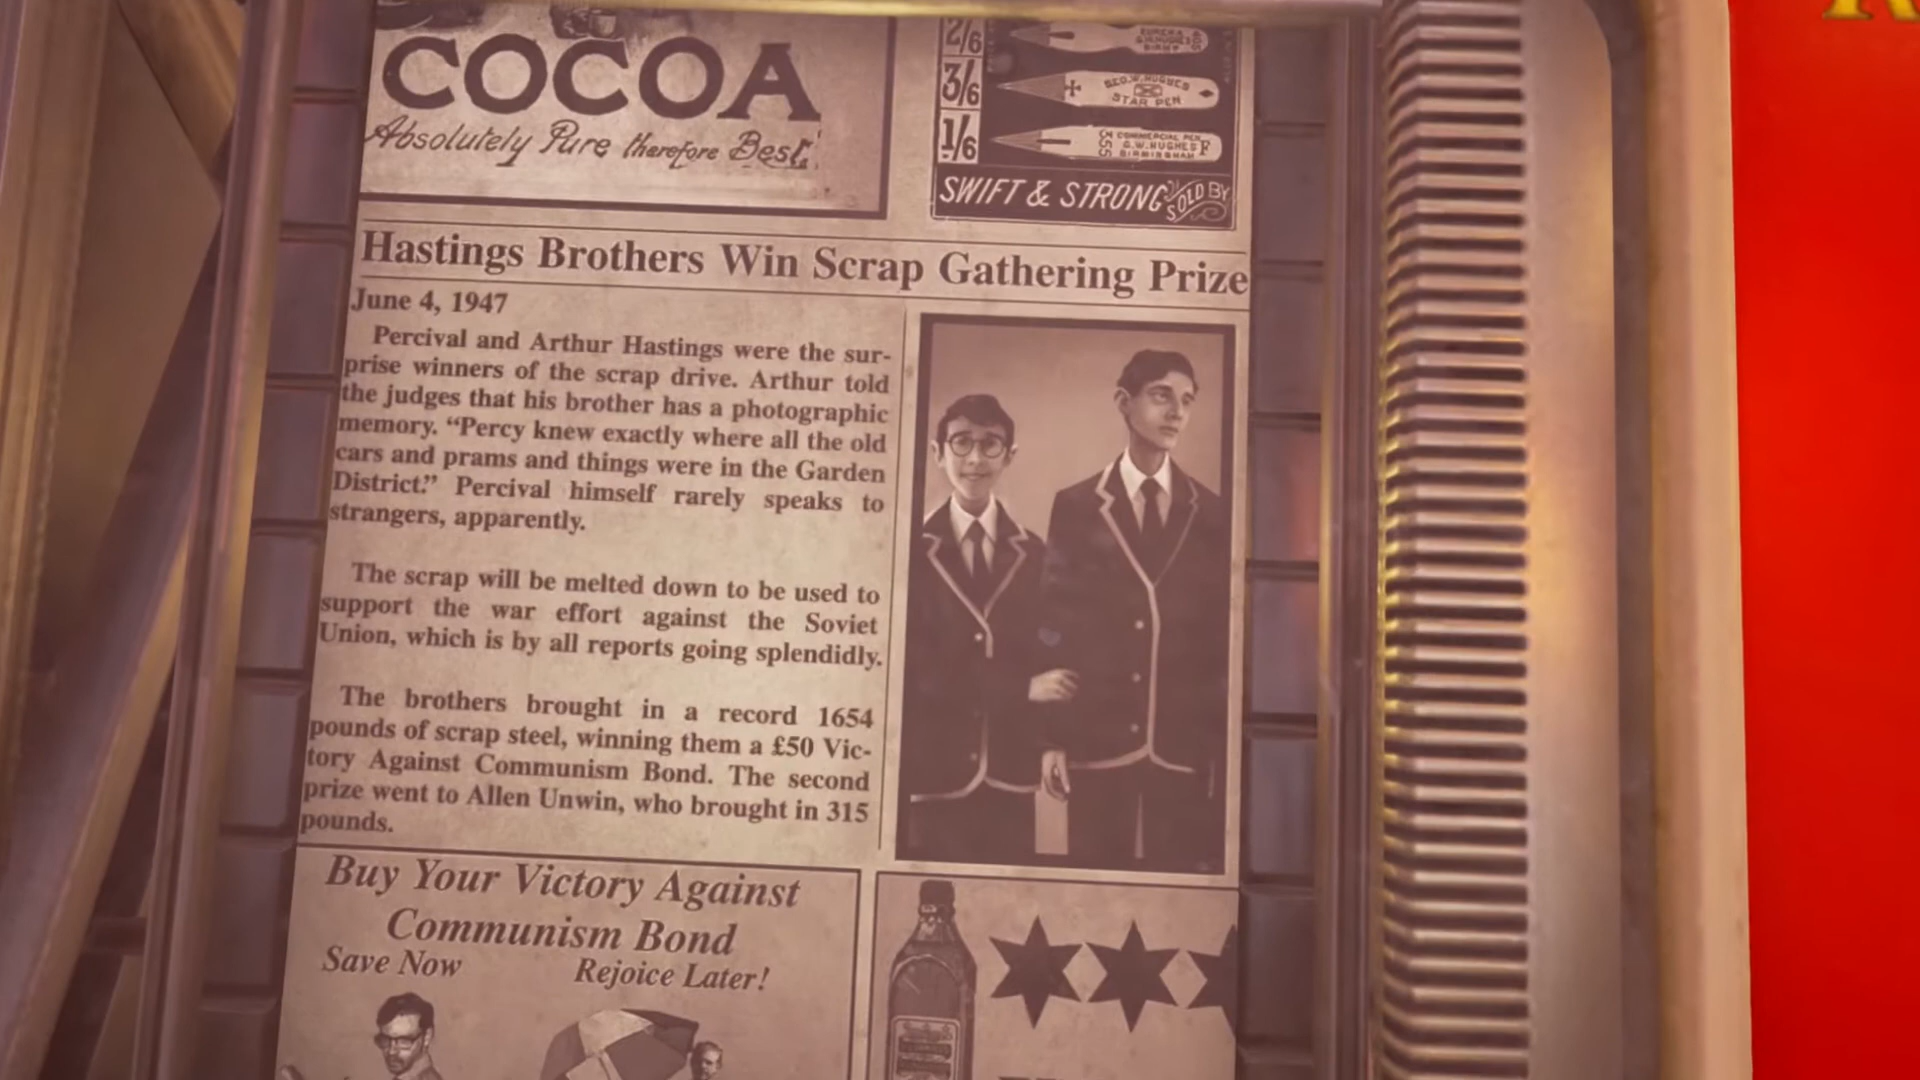 COCOA
Absolutely Pure therefore Best.
2/6
3/6
1/6
EUREKA
GEO.W.HUGHES
STAR PEN
COMMERCIAL PEN
G.W.HUGHES F
BIRMINGHAM
SWIFT & STRONG SOLD BY
Hastings Brothers Win Scrap Gathering Prize
June 4, 1947
Percival and Arthur Hastings were the sur-
prise winners of the scrap drive. Arthur told
the judges that his brother has a photographic
memory. “Percy knew exactly where all the old
cars and prams and things were in the Garden
District.” Percival himself rarely speaks to
strangers, apparently.
The scrap will be melted down to be used to
support the war effort against the Soviet
Union, which is by all reports going splendidly.
The brothers brought in a record 1654
pounds of scrap steel, winning them a £50 Vic-
tory Against Communism Bond. The second
prize went to Allen Unwin, who brought in 315
pounds.
Buy Your Victory Against
Communism Bond
Save Now Rejoice Later!